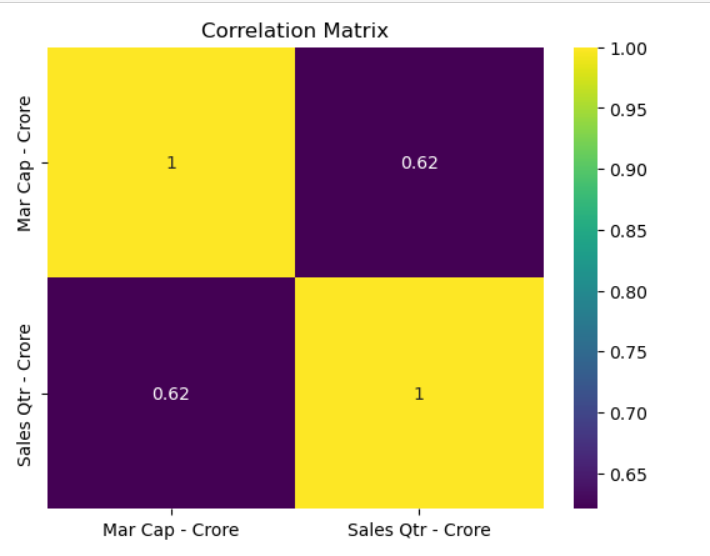 Correlation Matrix
Mar Cap - Crore
Sales Qtr - Crore
1
0.62
0.62
1
Mar Cap - Crore
Sales Qtr - Crore
1.00
0.95
0.90
0.85
0.80
0.75
0.70
0.65